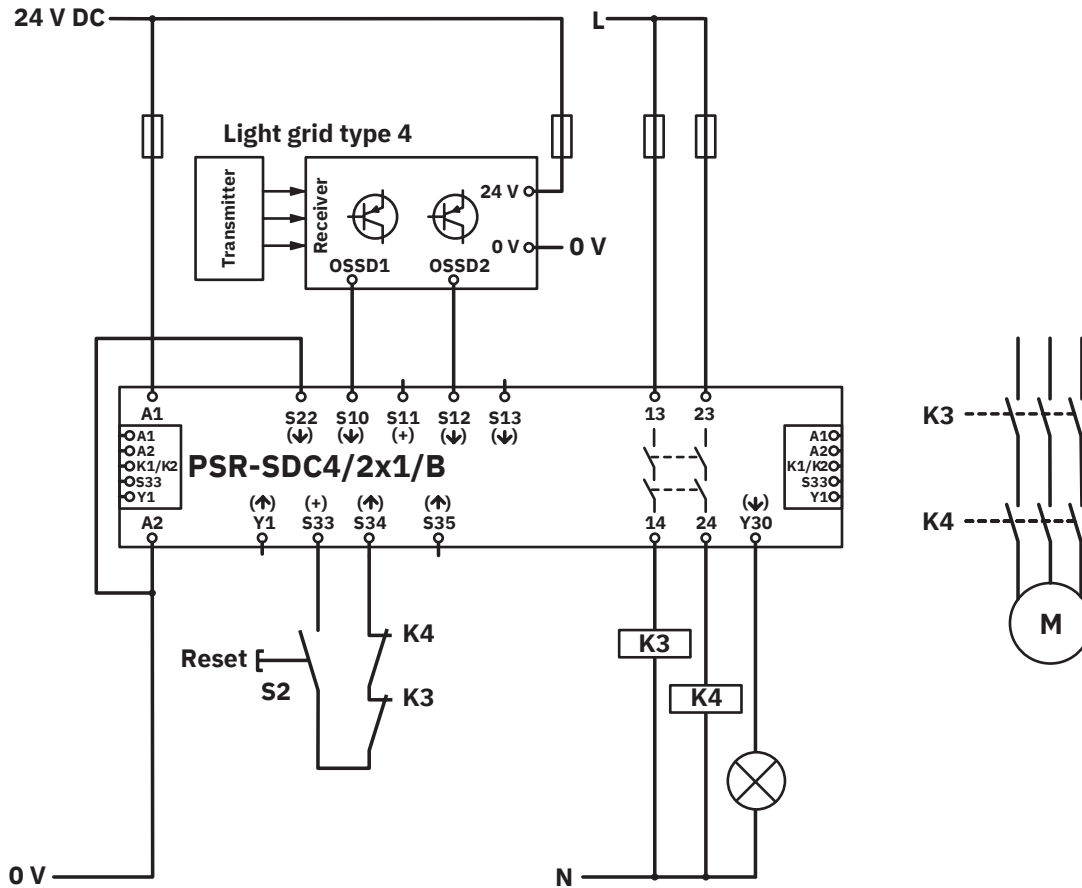 24 V DC
L
Light grid type 4
Transmitter
Receiver
24 V
0 V
0 V
OSSD1
OSSD2
A1
S22
S10
S11
S12
S13
13
23
(↓)
(↓)
(+)
(↓)
(↓)
A1
A2
K1/K2
S33
Y1
PSR-SDC4/2x1/B
A1
A2
K1/K2
S33
Y1
(↑)
(+)
(↑)
(↑)
(↓)
A2
Y1
S33
S34
S35
14
24
Y30
K3
K4
M
Reset
S2
K4
K3
K3
K4
0 V
N